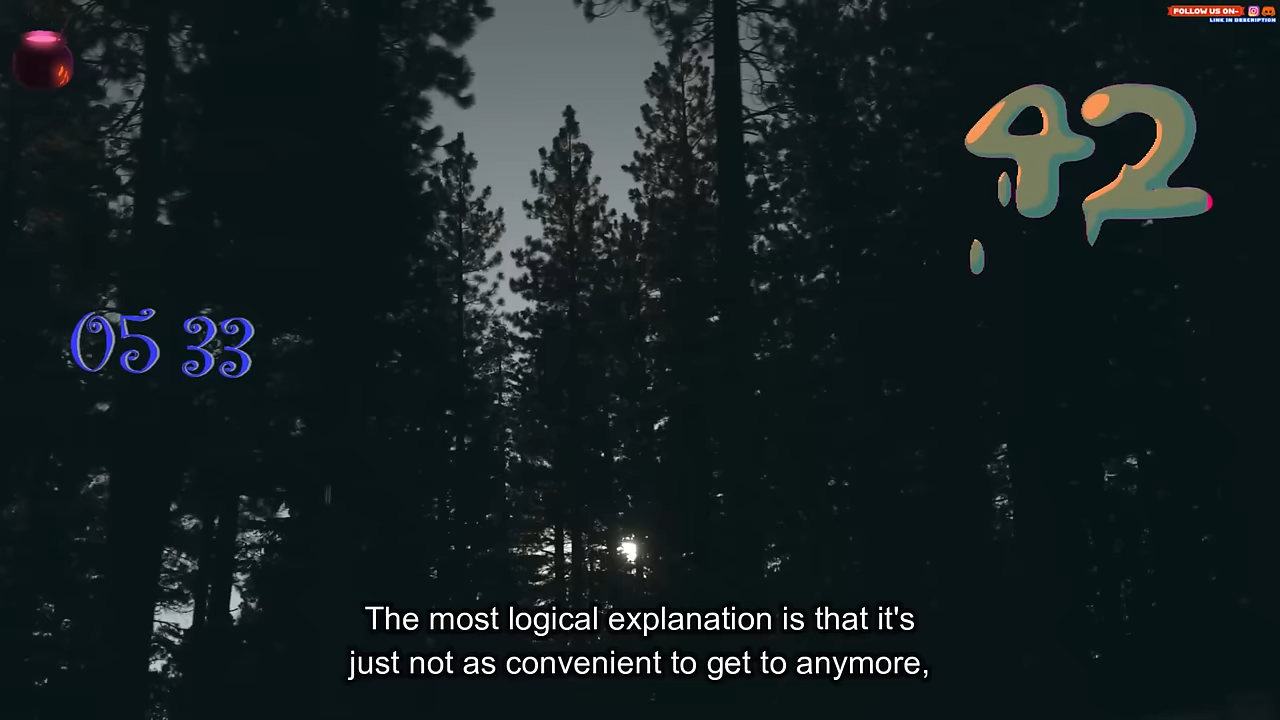 FOLLOW US ON-
LINK IN DESCRIPTION
42
05 33
The most logical explanation is that it's
just not as convenient to get to anymore,